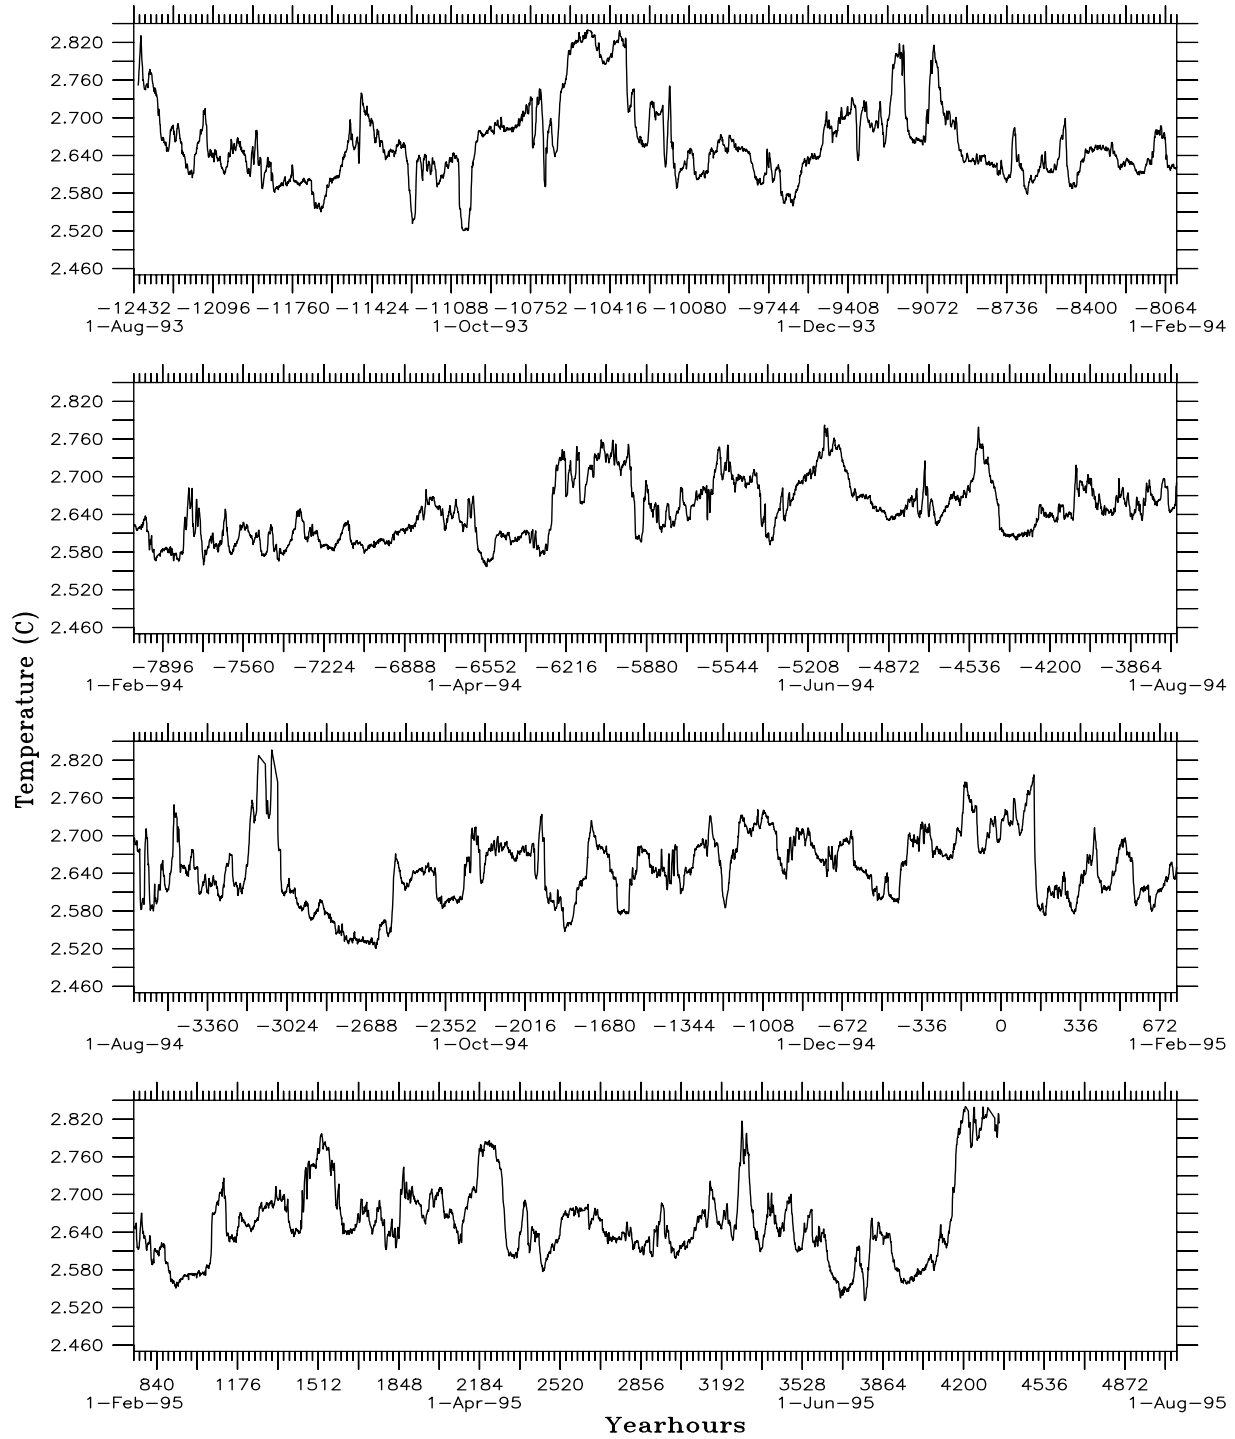 2.820
2.760
2.700
2.640
2.580
2.520
2.460
−12432 −12096 −11760 −11424 −11088 −10752 −10416 −10080 −9744 −9408 −9072 −8736 −8400 −8064
1−Aug−93 1−Oct−93 1−Dec−93 1−Feb−94
2.820
2.760
2.700
2.640
2.580
2.520
2.460
−7896 −7560 −7224 −6888 −6552 −6216 −5880 −5544 −5208 −4872 −4536 −4200 −3864
1−Feb−94 1−Apr−94 1−Jun−94 1−Aug−94
Temperature (C)
2.820
2.760
2.700
2.640
2.580
2.520
2.460
−3360 −3024 −2688 −2352 −2016 −1680 −1344 −1008 −672 −336 0 336 672
1−Aug−94 1−Oct−94 1−Dec−94 1−Feb−95
2.820
2.760
2.700
2.640
2.580
2.520
2.460
840 1176 1512 1848 2184 2520 2856 3192 3528 3864 4200 4536 4872
1−Feb−95 1−Apr−95 1−Jun−95 1−Aug−95
Yearhours